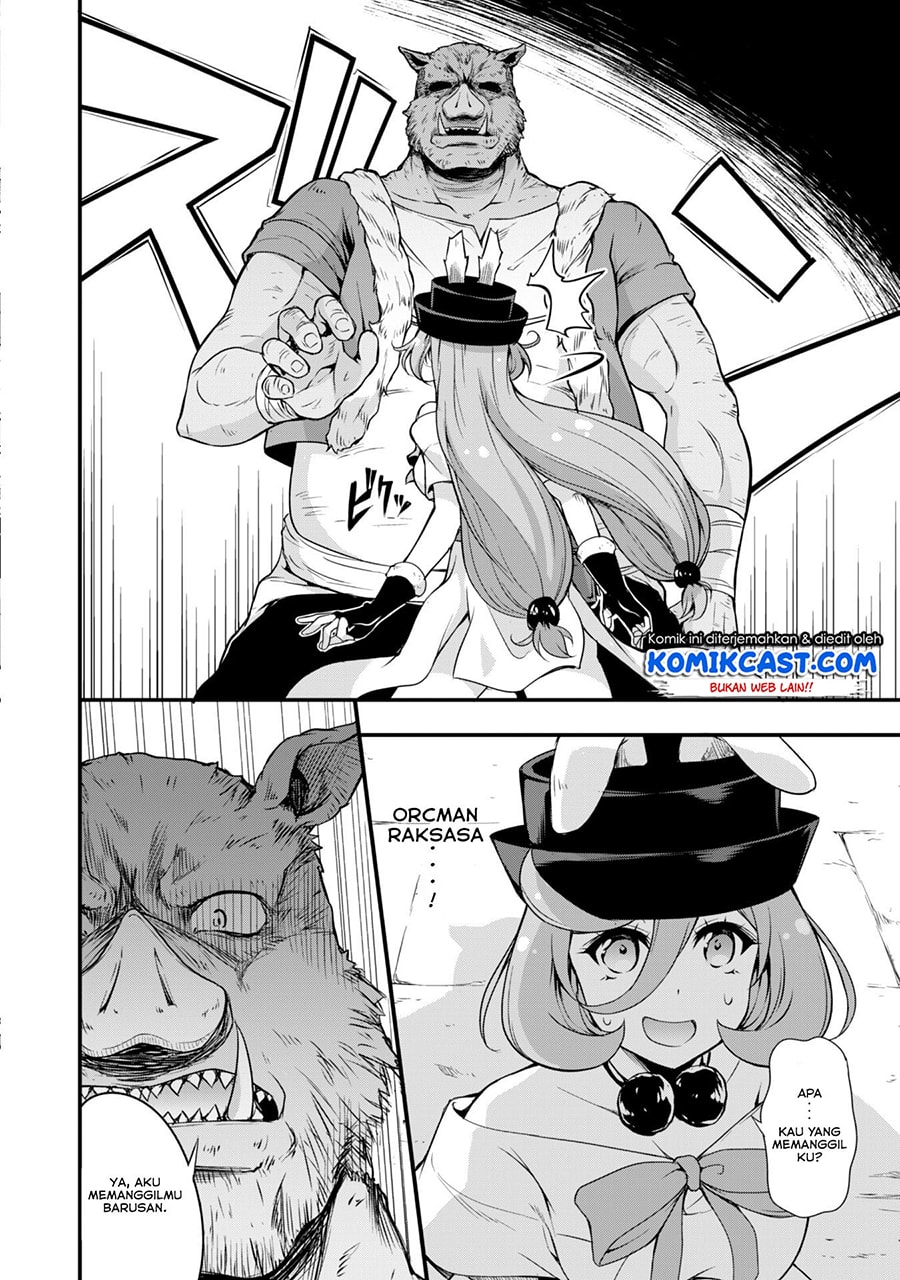 ビクッ
Komik ini diterjemahkan & diedit oleh
KOMIKCAST.COM
BUKAN WEB LAIN!!
ORCMAN
RAKSASA
....!
APA
...
KAU YANG
MEMANGGIL
KU?
YA, AKU
MEMANGGILMU
BARUSAN.